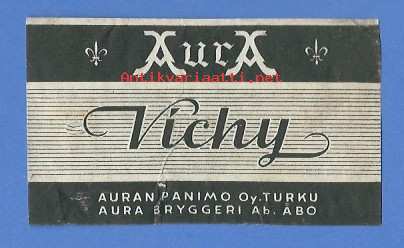 AurA
Antikvariaatti.net
Vichy
AURAN PANIMO Oy. TURKU
AURA BRYGGERI Ab. ÅBO